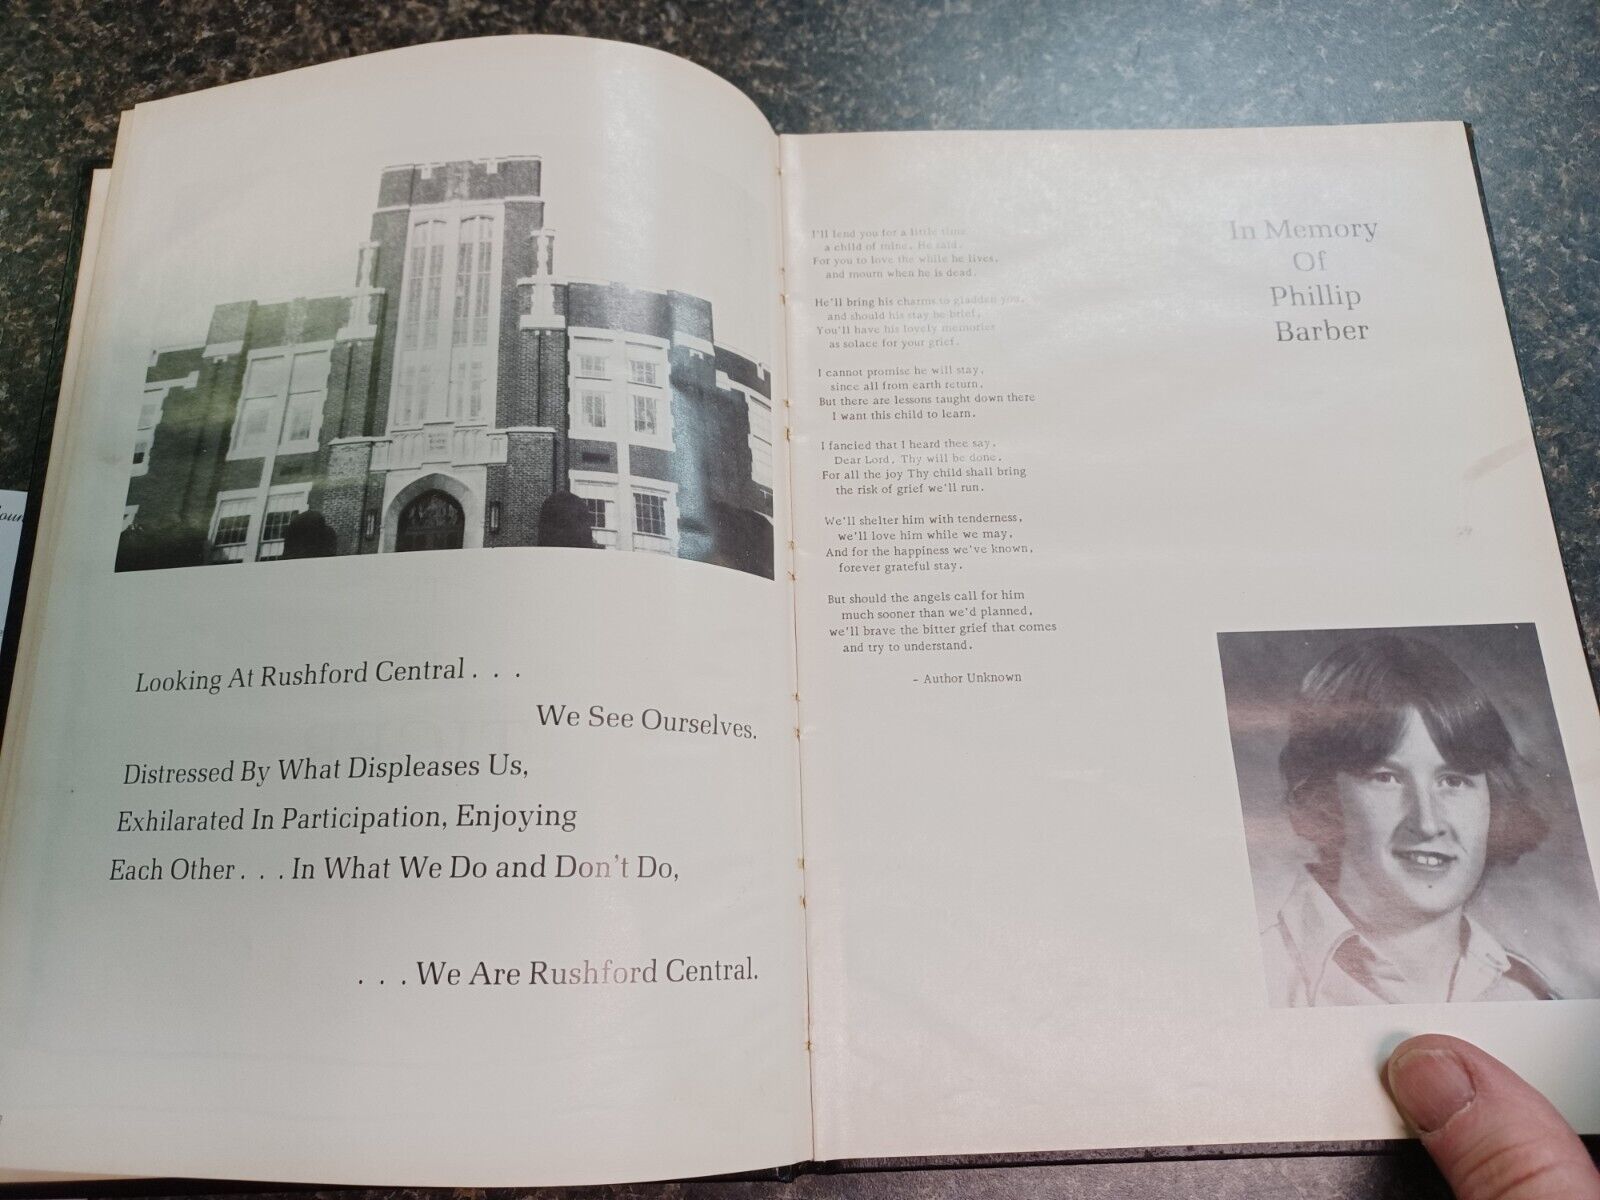 Looking At Rushford Central . . .
We See Ourselves.
Distressed By What Displeases Us,
Exhilarated In Participation, Enjoying
Each Other . . . In What We Do and Don't Do,
. . . We Are Rushford Central.
I'll lend you for a little time
a child of mine, He said.
For you to love the while he lives,
and mourn when he is dead.
He'll bring his charms to gladden you,
and should his stay be brief,
You'll have his lovely memories
as solace for your grief.
I cannot promise he will stay,
since all from earth return,
But there are lessons taught down there
I want this child to learn.
I fancied that I heard thee say,
Dear Lord, Thy will be done.
For all the joy Thy child shall bring
the risk of grief we'll run.
We'll shelter him with tenderness,
we'll love him while we may,
And for the happiness we've known,
forever grateful stay.
But should the angels call for him
much sooner than we'd planned,
we'll brave the bitter grief that comes
and try to understand.
- Author Unknown
In Memory
Of
Phillip
Barber